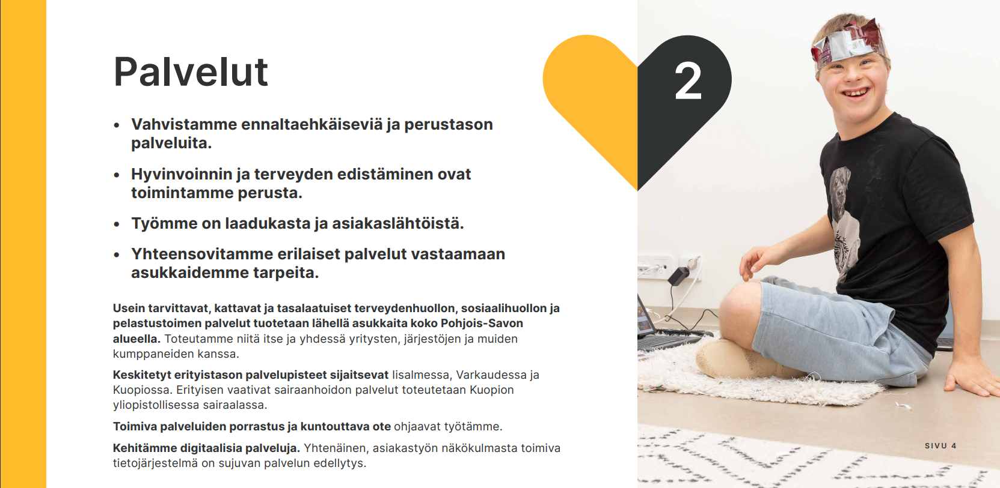 Palvelut
2
• Vahvistamme ennaltaehkäiseviä ja perustason
palveluita.
• Hyvinvoinnin ja terveyden edistäminen ovat
toimintamme perusta.
• Työmme on laadukasta ja asiakaslähtöistä.
• Yhteensovitamme erilaiset palvelut vastaamaan
asukkaidemme tarpeita.
Usein tarvittavat, kattavat ja tasalaatuiset terveydenhuollon, sosiaalihuollon ja
pelastustoimen palvelut tuotetaan lähellä asukkaita koko Pohjois-Savon
alueella. Toteutamme niitä itse ja yhdessä yritysten, järjestöjen ja muiden
kumppaneiden kanssa.
Keskitetyt erityistason palvelupisteet sijaitsevat Iisalmessa, Varkaudessa ja
Kuopiossa. Erityisen vaativat sairaanhoidon palvelut toteutetaan Kuopion
yliopistollisessa sairaalassa.
Toimiva palveluiden porrastus ja kuntouttava ote ohjaavat työtämme.
Kehitämme digitaalisia palveluja. Yhtenäinen, asiakastyön näkökulmasta toimiva
tietojärjestelmä on sujuvan palvelun edellytys.
SIVU 4